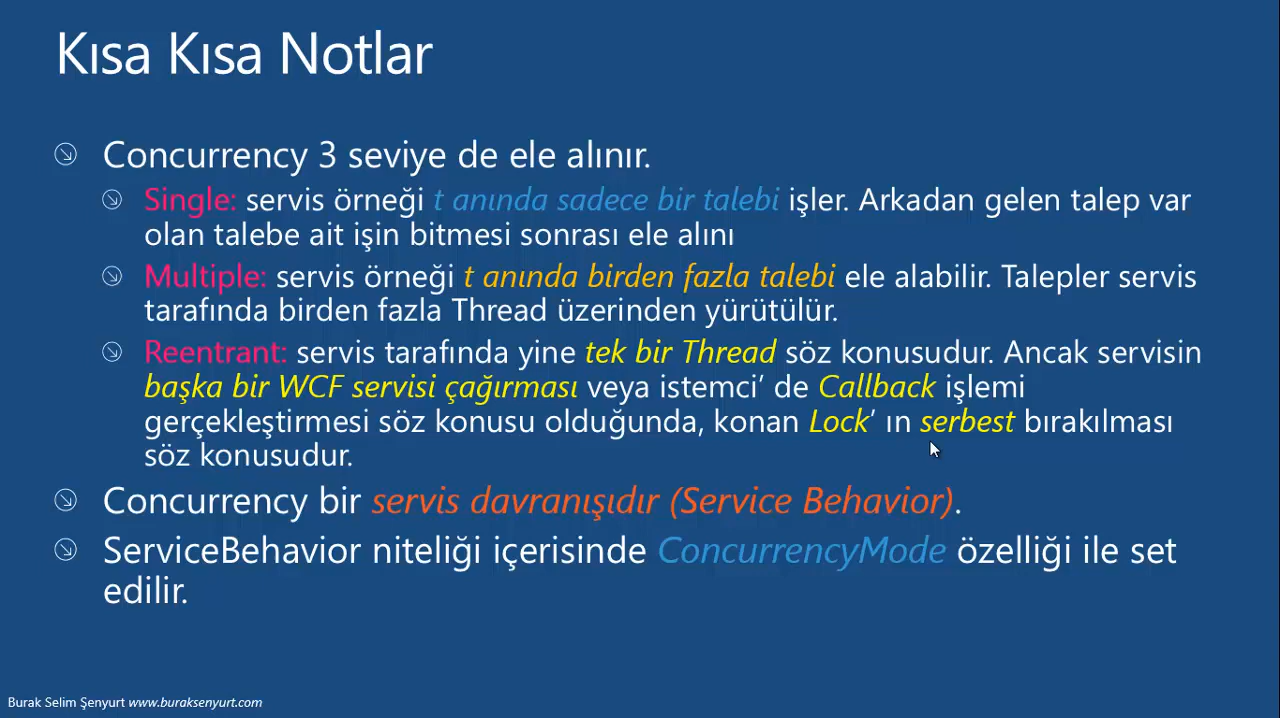 Kısa Kısa Notlar
Concurrency 3 seviye de ele alınır.
Single: servis örneği t anında sadece bir talebi işler. Arkadan gelen talep var
olan talebe ait işin bitmesi sonrası ele alını
Multiple: servis örneği t anında birden fazla talebi ele alabilir. Talepler servis
tarafında birden fazla Thread üzerinden yürütülür.
Reentrant: servis tarafında yine tek bir Thread söz konusudur. Ancak servisin
başka bir WCF servisi çağırması veya istemci’ de Callback işlemi
gerçekleştirmesi söz konusu olduğunda, konan Lock’ ın serbest bırakılması
söz konusudur.
Concurrency bir servis davranışıdır (Service Behavior).
ServiceBehavior niteliği içerisinde ConcurrencyMode özelliği ile set
edilir.
Burak Selim Şenyurt www.buraksenyurt.com